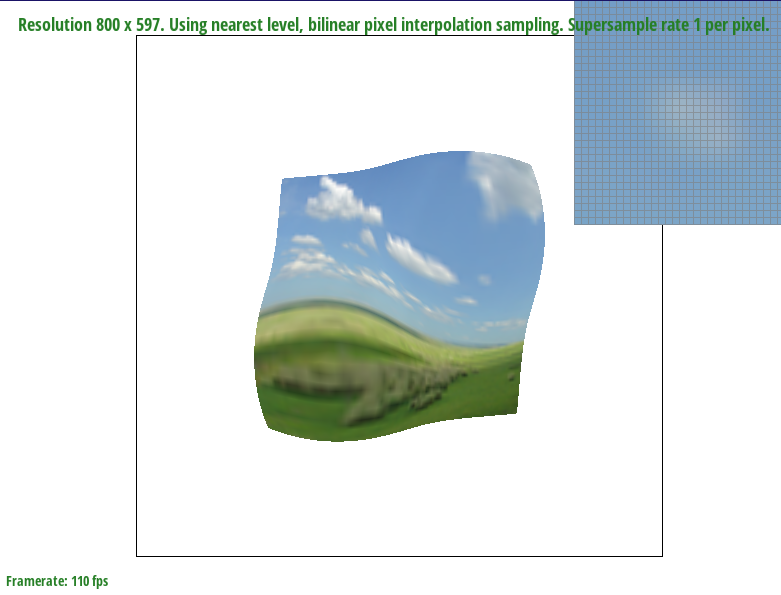 Resolution 800 x 597. Using nearest level, bilinear pixel interpolation sampling. Supersample rate 1 per pixel.
Framerate: 110 fps